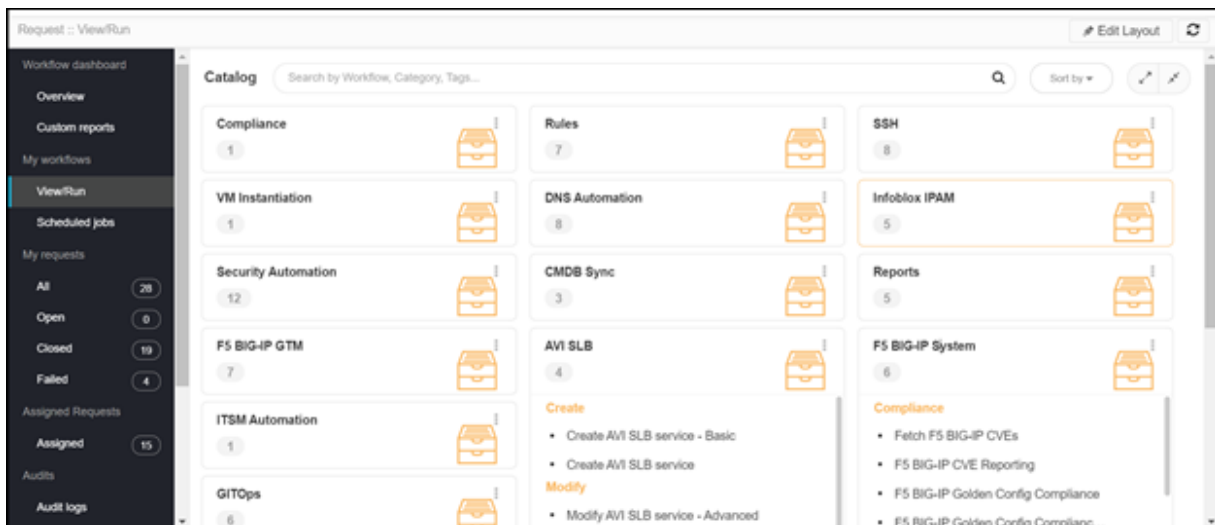 Request :: View/Run
Edit Layout
Workflow dashboard
Overview
Custom reports
My workflows
View/Run
Scheduled jobs
My requests
All 28
Open 0
Closed 19
Failed 4
Assigned Requests
Assigned 15
Audits
Audit logs
Catalog
Search by Workflow, Category, Tags...
Sort by
Compliance
1
Rules
7
SSH
8
VM Instantiation
1
DNS Automation
8
Infoblox IPAM
5
Security Automation
12
CMDB Sync
3
Reports
5
F5 BIG-IP GTM
7
AVI SLB
4
F5 BIG-IP System
6
ITSM Automation
1
GITOps
6
Create
• Create AVI SLB service - Basic
• Create AVI SLB service
Modify
• Modify AVI SLB service - Advanced
Compliance
• Fetch F5 BIG-IP CVEs
• F5 BIG-IP CVE Reporting
• F5 BIG-IP Golden Config Compliance
• F5 BIG-IP Golden Config Complianc